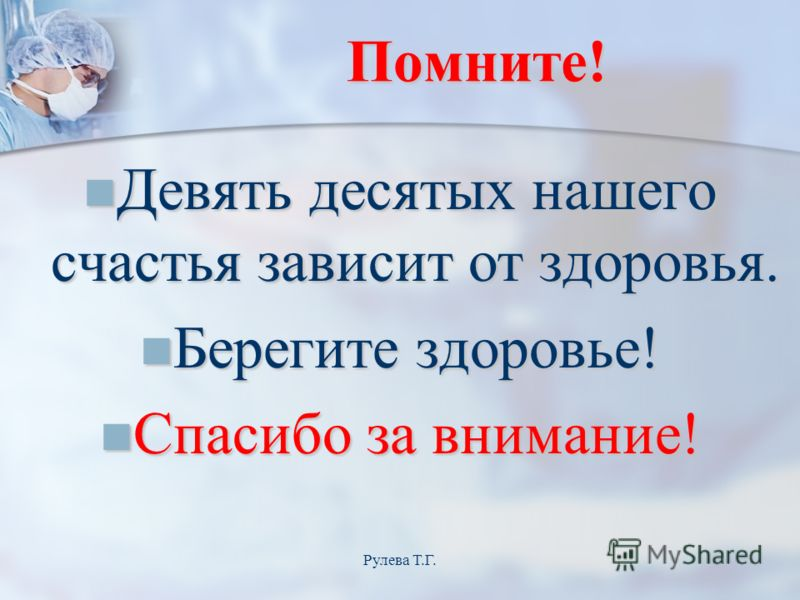 Помните!
Девять десятых нашего
счастья зависит от здоровья.
Берегите здоровье!
Спасибо за внимание!
Рулева Т.Г.
MyShared